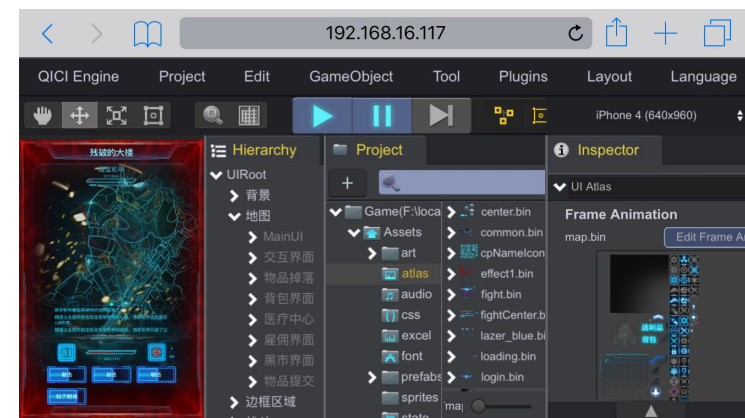 192.168.16.117
QICI Engine Project Edit GameObject Tool Plugins Layout Language
iPhone 4 (640x960)
残破的大楼
Hierarchy
UIRoot
背景
地图
MainUI
交互界面
物品掉落
背包界面
医疗中心
雇佣界面
黑市界面
物品提交
边框区域
Project
Game(F:\loca
Assets
art
atlas
audio
css
excel
font
prefabs
sprites
state
center.bin
common.bin
cpNameIcon
effect1.bin
fight.bin
fightCenter.b
lazer_blue.bi
loading.bin
login.bin
maj
Inspector
UI Atlas
Frame Animation
map.bin Edit Frame A
战利品
背包